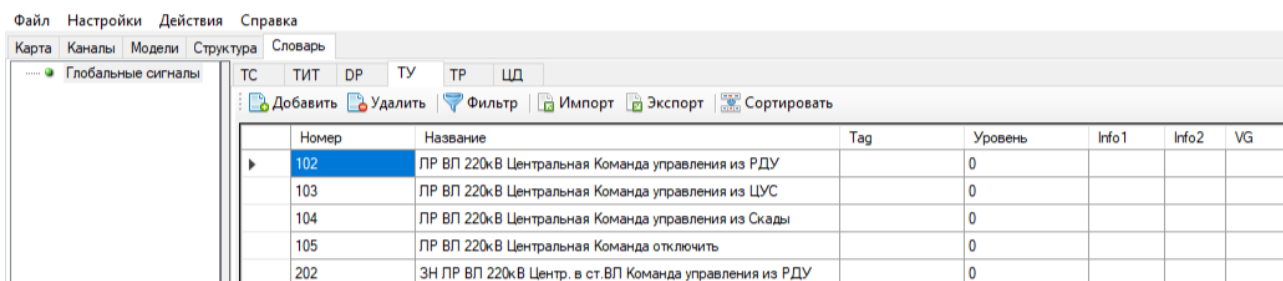 Файл Настройки Действия Справка
Карта Каналы Модели Структура Словарь
Глобальные сигналы ТС ТИТ DP ТУ ТР ЦД
Добавить Удалить Фильтр Импорт Экспорт Сортировать
Номер Название Tag Уровень Info1 Info2 VG
102 ЛР ВЛ 220кВ Центральная Команда управления из РДУ 0
103 ЛР ВЛ 220кВ Центральная Команда управления из ЦУС 0
104 ЛР ВЛ 220кВ Центральная Команда управления из Скады 0
105 ЛР ВЛ 220кВ Центральная Команда отключить 0
202 ЗН ЛР ВЛ 220кВ Центр. в ст.ВЛ Команда управления из РДУ 0